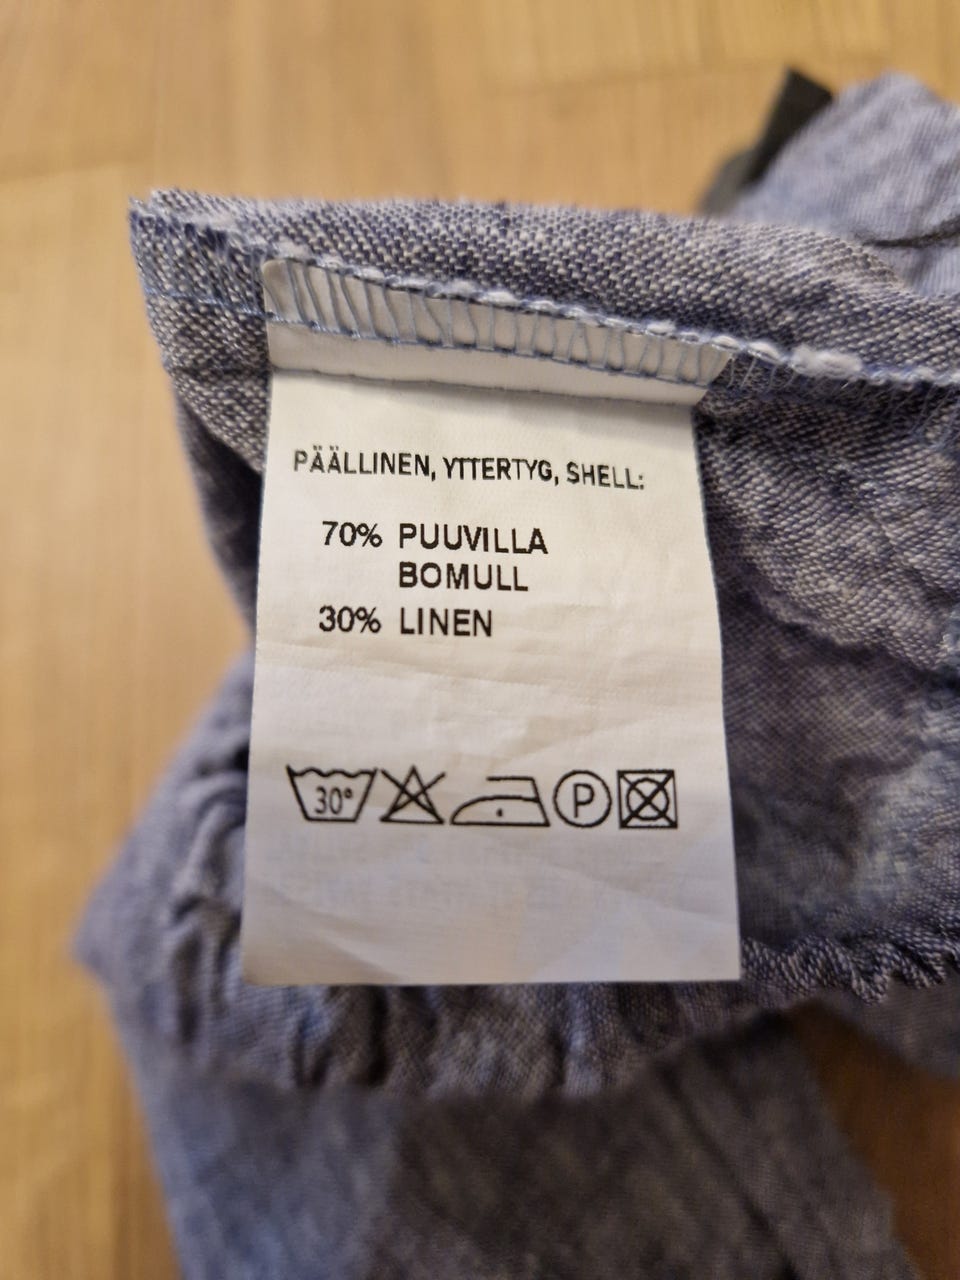 PÄÄLLINEN, YTTERTYG, SHELL:
70% PUUVILLA
BOMULL
30% LINEN
30° P